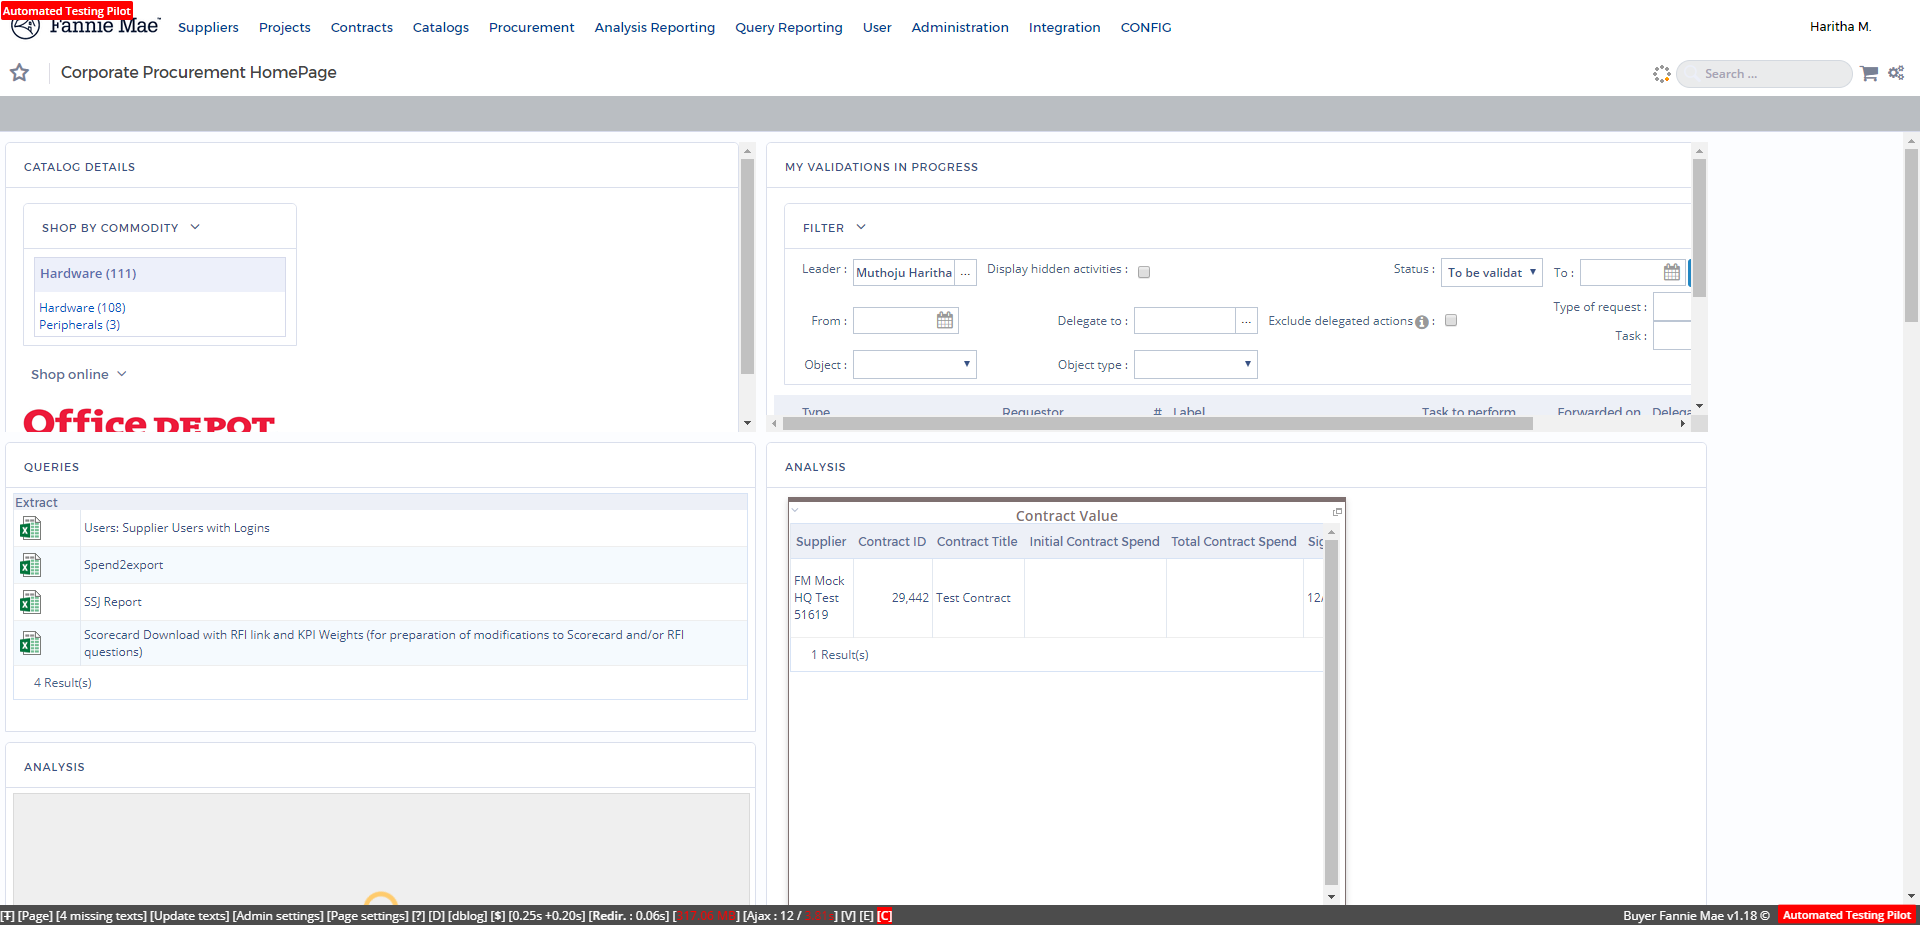 Automated Testing Pilot
Fannie Mae
Suppliers Projects Contracts Catalogs Procurement Analysis Reporting Query Reporting User Administration Integration CONFIG
Haritha M.
Corporate Procurement HomePage
Search ...
CATALOG DETAILS
SHOP BY COMMODITY
Hardware (111)
Hardware (108)
Peripherals (3)
Shop online
Office DEPOT
MY VALIDATIONS IN PROGRESS
FILTER
Leader : Muthoju Haritha ... Display hidden activities : Status : To be validat To :
Type of request :
From : Delegate to : ... Exclude delegated actions :
Task :
Object : Object type :
Type Requestor # Label Task to perform Forwarded on Delega
QUERIES
Extract
Users: Supplier Users with Logins
Spend2export
SSJ Report
Scorecard Download with RFI link and KPI Weights (for preparation of modifications to Scorecard and/or RFI
questions)
4 Result(s)
ANALYSIS
Contract Value
Supplier Contract ID Contract Title Initial Contract Spend Total Contract Spend Sig
FM Mock
HQ Test
51619
29,442 Test Contract 12/
1 Result(s)
ANALYSIS
[T] [Page] [4 missing texts] [Update texts] [Admin settings] [Page settings] [?] [D] [dblog] [$] [0.25s +0.20s] [Redir. : 0.06s] [Ajax : 12 / [V] [E] [C]
Buyer Fannie Mae v1.18 © Automated Testing Pilot